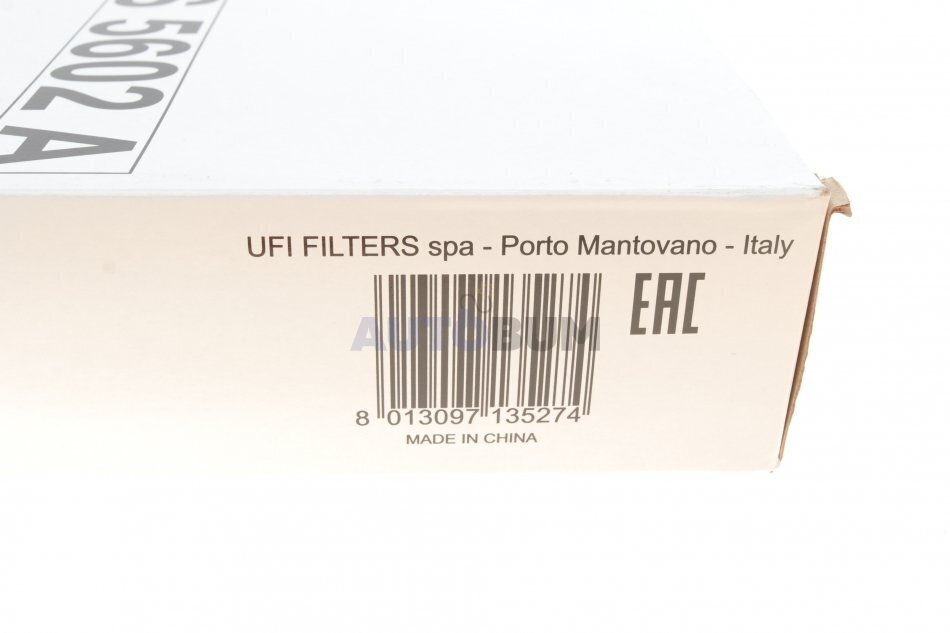 S 5602 A
UFI FILTERS spa - Porto Mantovano - Italy
EAC
AUTOBUM
8 013097 135274
MADE IN CHINA